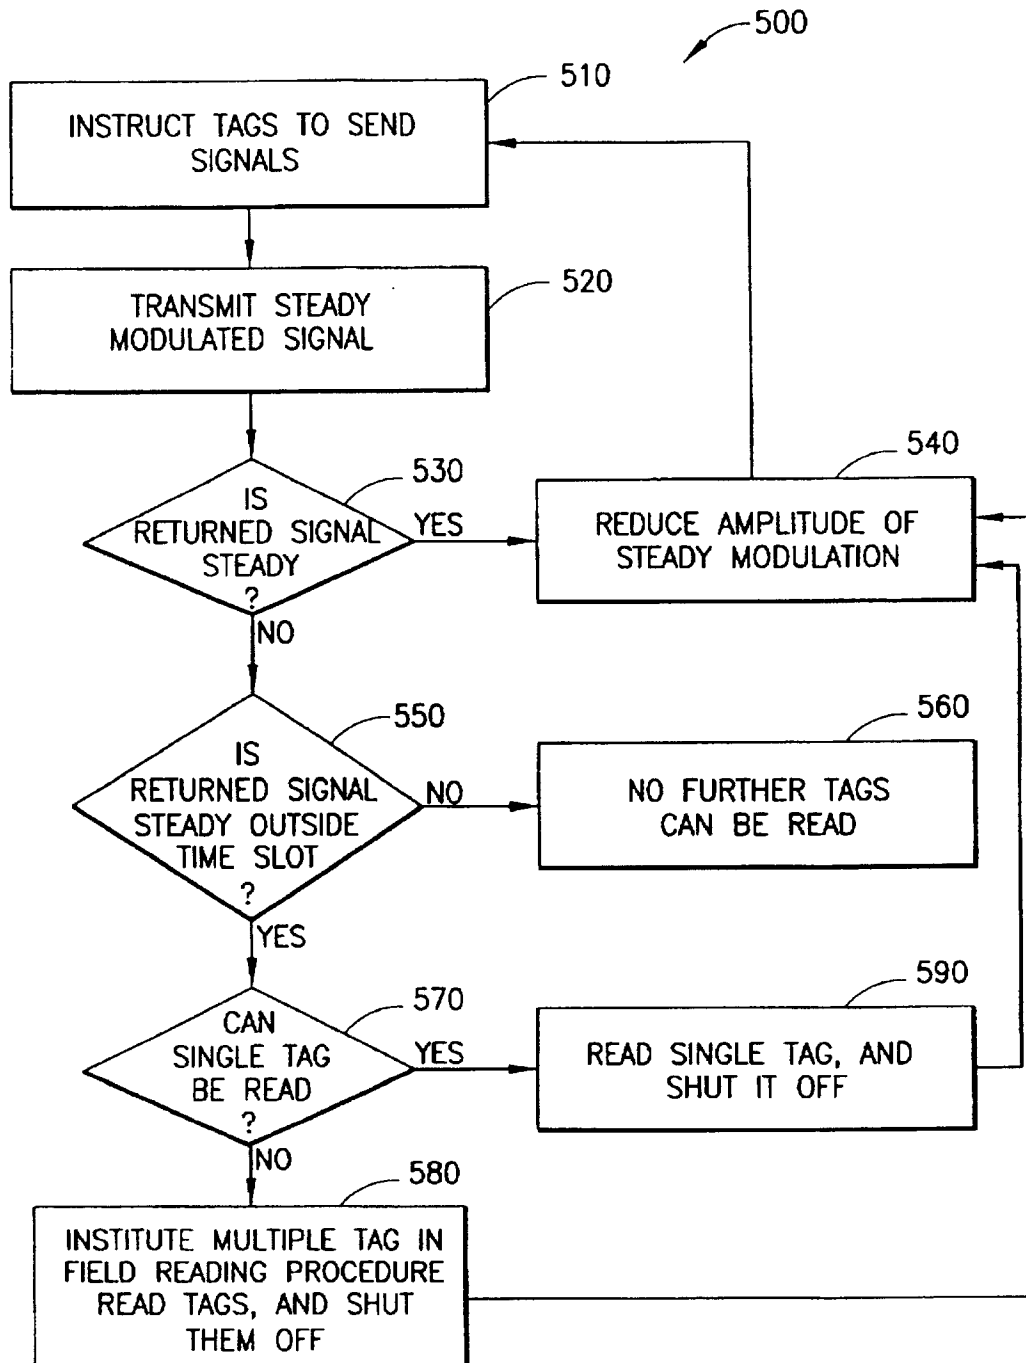 500
510
INSTRUCT TAGS TO SEND
SIGNALS
520
TRANSMIT STEADY
MODULATED SIGNAL
530
IS
RETURNED SIGNAL
STEADY
?
YES
NO
540
REDUCE AMPLITUDE OF
STEADY MODULATION
550
IS
RETURNED SIGNAL
STEADY OUTSIDE
TIME SLOT
?
NO
YES
560
NO FURTHER TAGS
CAN BE READ
570
CAN
SINGLE TAG
BE READ
?
YES
NO
590
READ SINGLE TAG, AND
SHUT IT OFF
580
INSTITUTE MULTIPLE TAG IN
FIELD READING PROCEDURE
READ TAGS, AND SHUT
THEM OFF